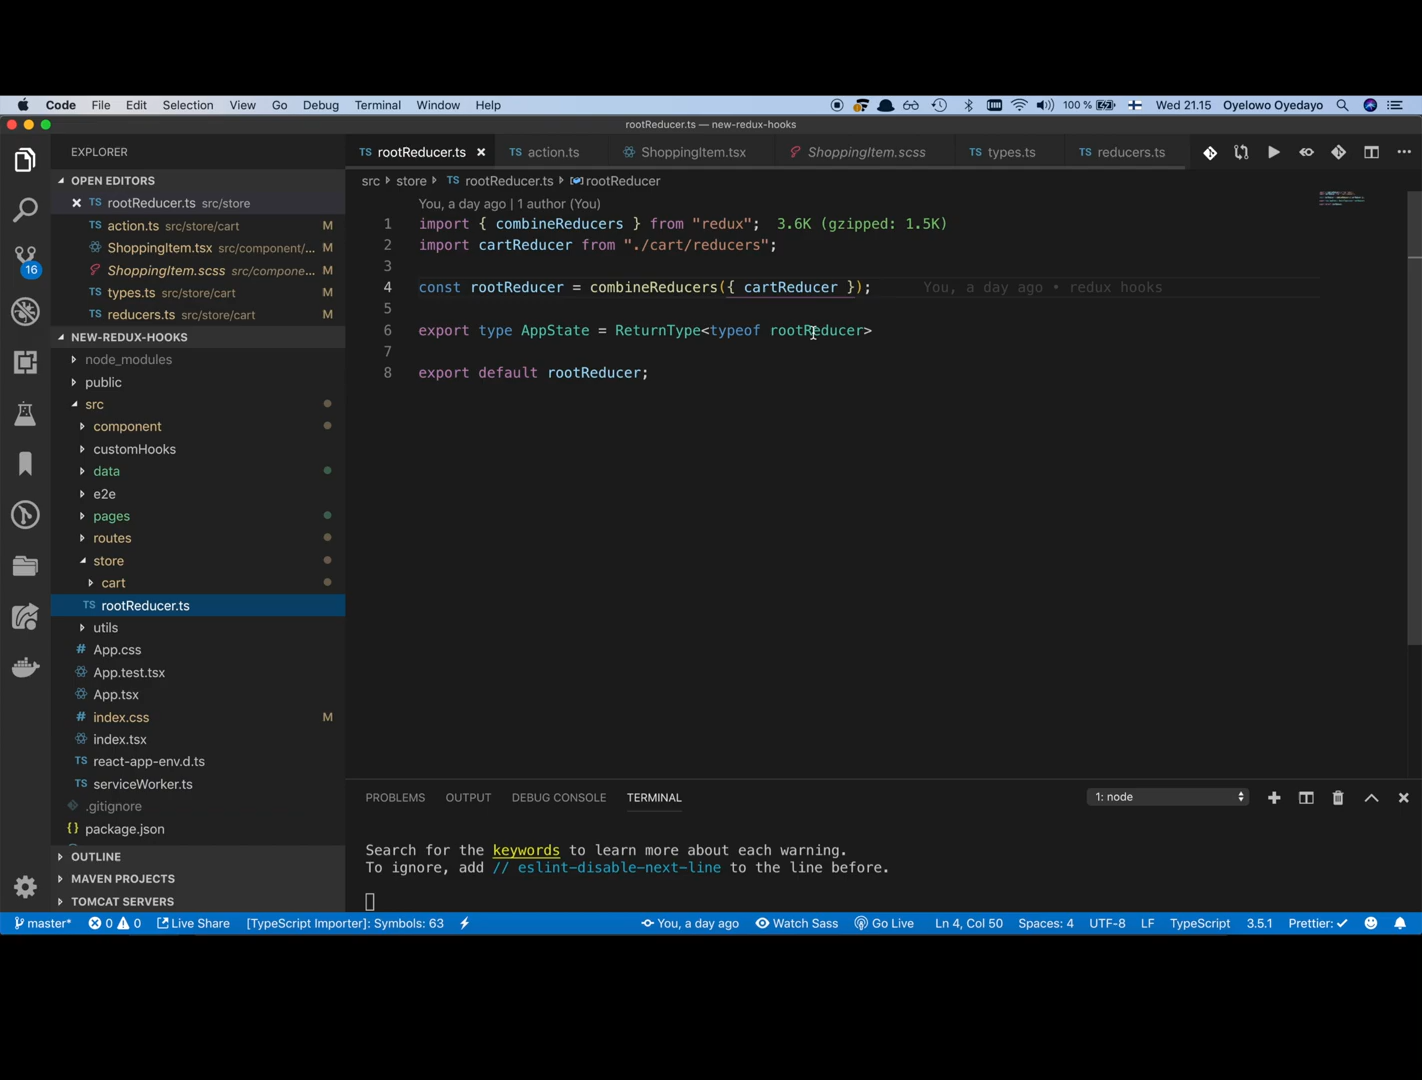 Code File Edit Selection View Go Debug Terminal Window Help 100 % Wed 21.15 Oyelowo Oyedayo
rootReducer.ts — new-redux-hooks
EXPLORER
OPEN EDITORS
TS rootReducer.ts src/store
TS action.ts src/store/cart M
ShoppingItem.tsx src/component/... M
ShoppingItem.scss src/compone... M
TS types.ts src/store/cart M
TS reducers.ts src/store/cart M
NEW-REDUX-HOOKS
node_modules
public
src
component
customHooks
data
e2e
pages
routes
store
cart
TS rootReducer.ts
utils
# App.css
App.test.tsx
App.tsx
# index.css M
index.tsx
TS react-app-env.d.ts
TS serviceWorker.ts
.gitignore
{} package.json
OUTLINE
MAVEN PROJECTS
TOMCAT SERVERS
16
TS rootReducer.ts TS action.ts ShoppingItem.tsx ShoppingItem.scss TS types.ts TS reducers.ts
src store TS rootReducer.ts rootReducer
You, a day ago | 1 author (You)
1 import { combineReducers } from "redux"; 3.6K (gzipped: 1.5K)
2 import cartReducer from "./cart/reducers";
3
4 const rootReducer = combineReducers({ cartReducer }); You, a day ago • redux hooks
5
6 export type AppState = ReturnType<typeof rootReducer>
7
8 export default rootReducer;
PROBLEMS OUTPUT DEBUG CONSOLE TERMINAL 1: node
Search for the keywords to learn more about each warning.
To ignore, add // eslint-disable-next-line to the line before.
master* 0 0 Live Share [TypeScript Importer]: Symbols: 63 You, a day ago Watch Sass Go Live Ln 4, Col 50 Spaces: 4 UTF-8 LF TypeScript 3.5.1 Prettier: ✓